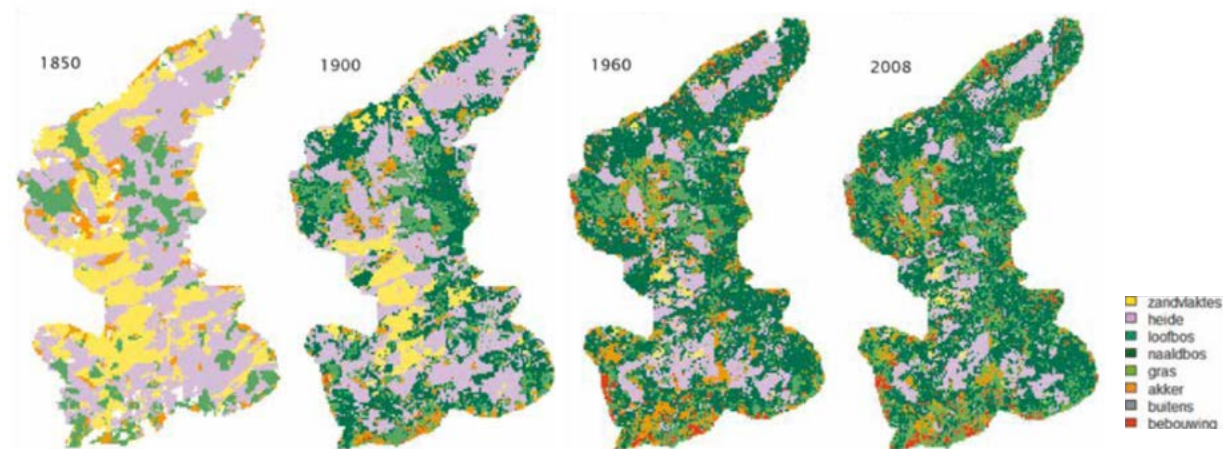 1850
1900
1960
2008
zandvlaktes
heide
loofbos
naaldbos
gras
akker
buitens
bebouwing